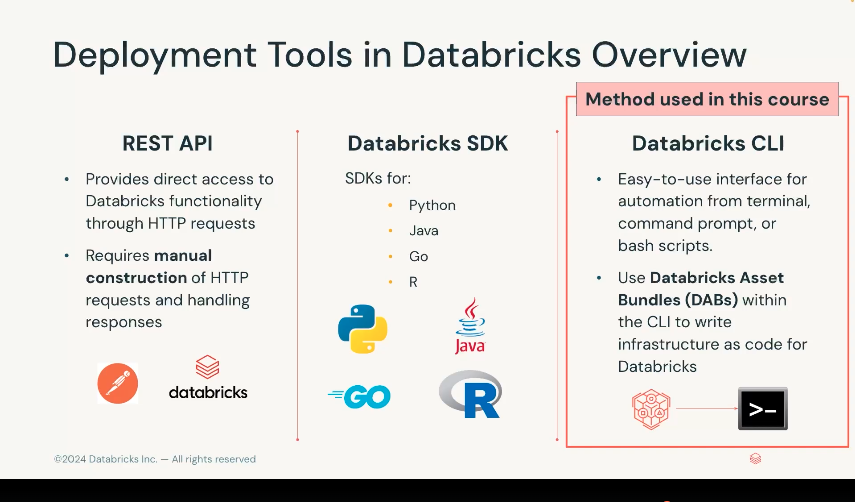 Deployment Tools in Databricks Overview
Method used in this course
REST API
• Provides direct access to
Databricks functionality
through HTTP requests
• Requires manual
construction of HTTP
requests and handling
responses
databricks
Databricks SDK
SDKs for:
• Python
• Java
• Go
• R
Java
GO
R
Databricks CLI
• Easy-to-use interface for
automation from terminal,
command prompt, or
bash scripts.
• Use Databricks Asset
Bundles (DABs) within
the CLI to write
infrastructure as code for
Databricks
>-
©2024 Databricks Inc. — All rights reserved